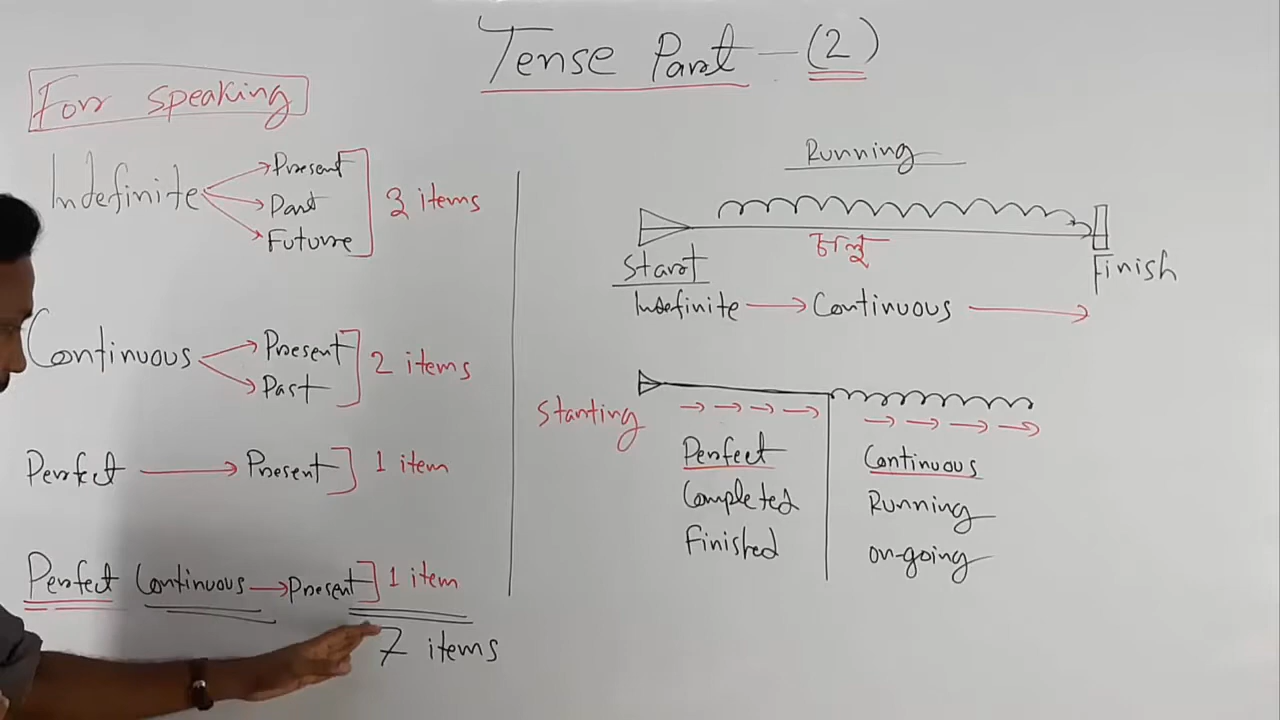 Tense Part - (2)
For speaking
Indefinite
Present
Past
Future
3 items
Continuous
Present
Past
2 items
Perfect
Present
1 item
Perfect Continuous
Present
1 item
7 items
Running
চালু
Start
Finish
Indefinite
Continuous
Starting
Perfect
Completed
Finished
Continuous
Running
on-going